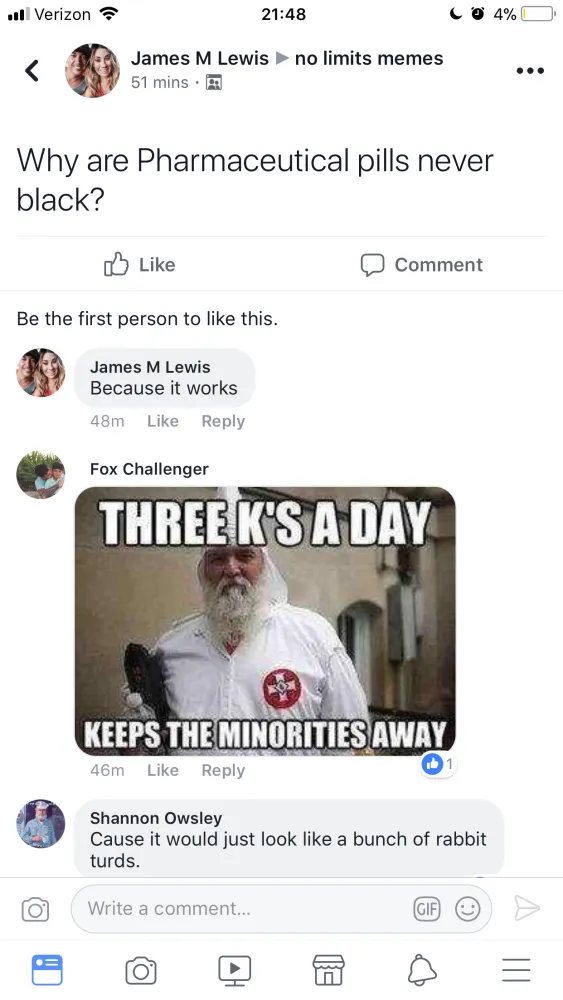 Verizon 21:48 4%
James M Lewis ▶ no limits memes
51 mins ·
Why are Pharmaceutical pills never
black?
Like Comment
Be the first person to like this.
James M Lewis
Because it works
48m Like Reply
Fox Challenger
THREE K'S A DAY
KEEPS THE MINORITIES AWAY
46m Like Reply 1
Shannon Owsley
Cause it would just look like a bunch of rabbit
turds.
Write a comment... GIF